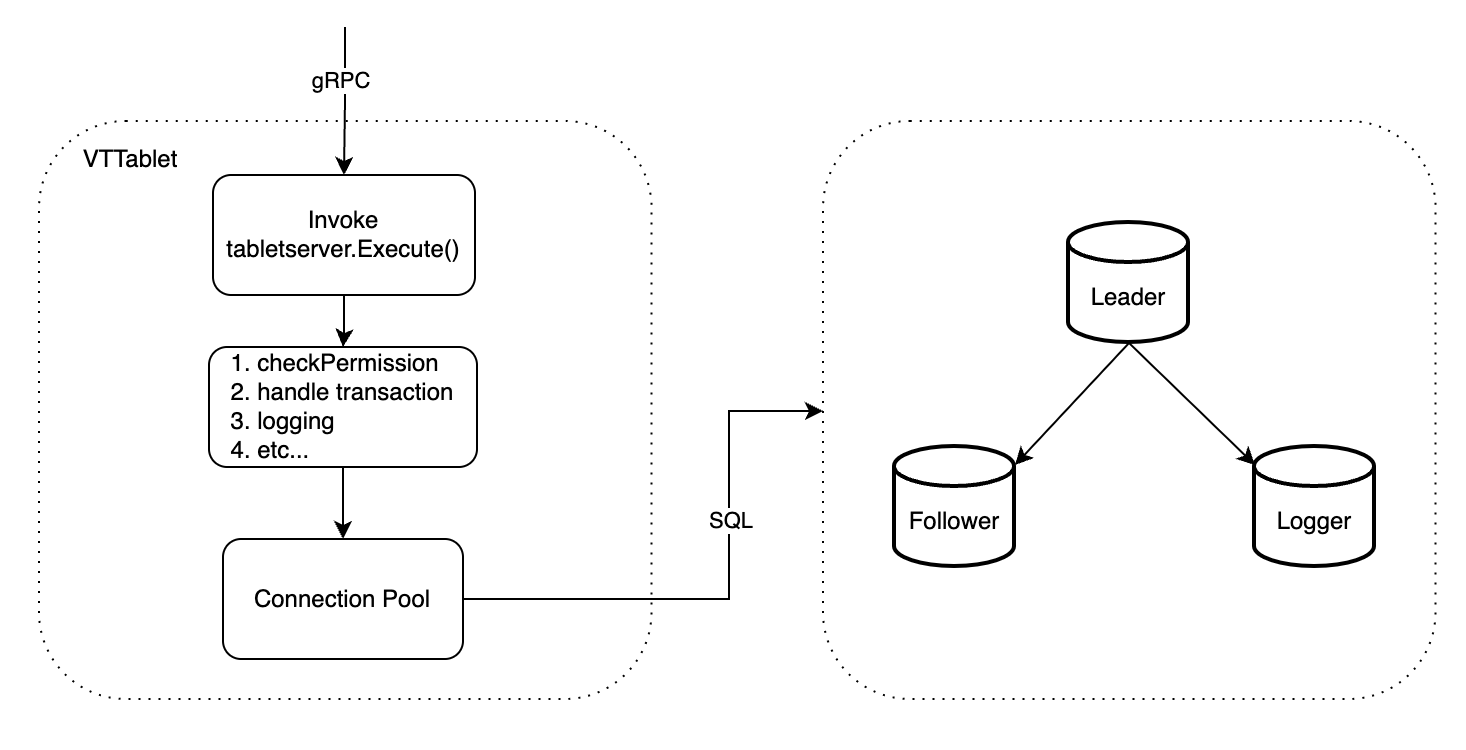 gRPC
VTTablet
Invoke
tabletserver.Execute()
1. checkPermission
2. handle transaction
3. logging
4. etc...
Connection Pool
SQL
Leader
Follower
Logger